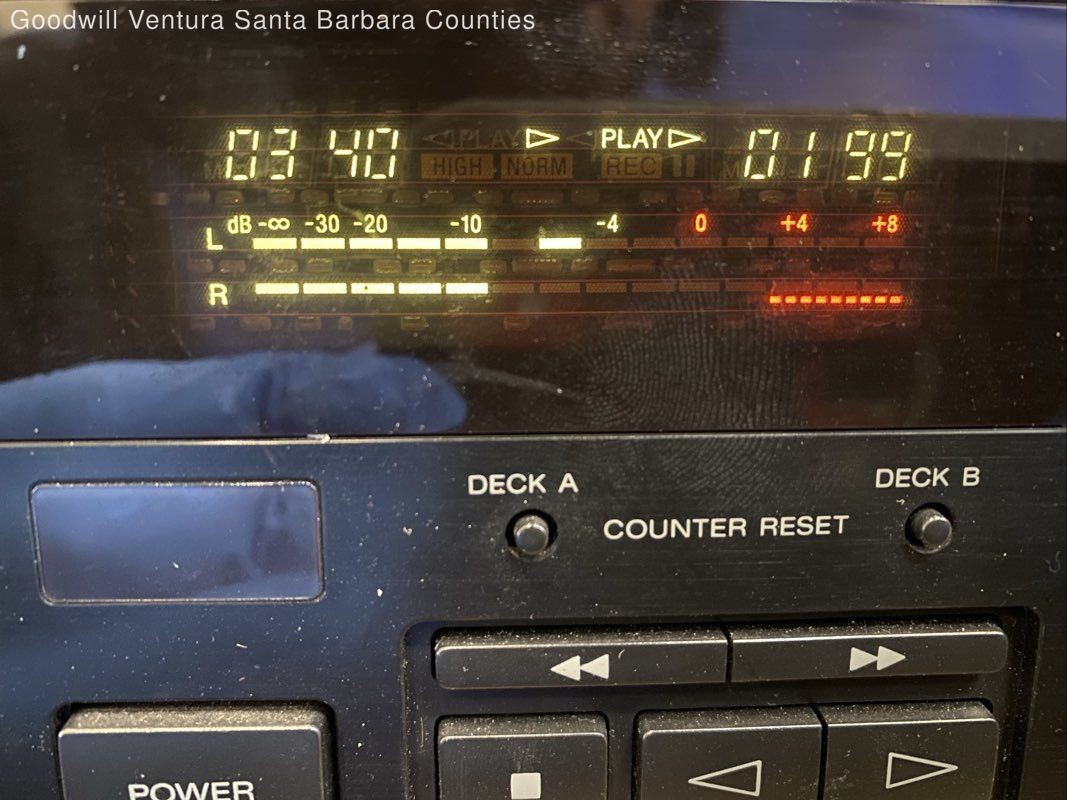 Goodwill Ventura Santa Barbara Counties
03 40 PLAY ▷ PLAY ▷ 01 99
HIGH NORM REC
dB -∞ -30 -20 -10 -4 0 +4 +8
L
R
DECK A
DECK B
COUNTER RESET
POWER